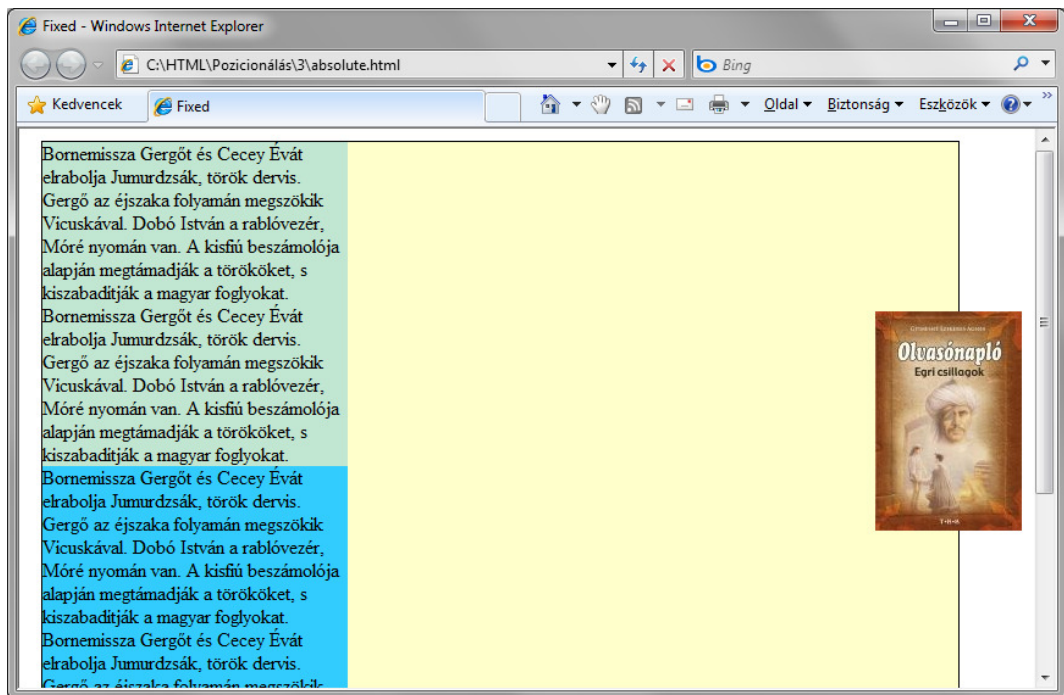 Fixed - Windows Internet Explorer
C:\HTML\Pozicionálás\3\absolute.html
Bing
Kedvencek
Fixed
Oldal
Biztonság
Eszközök
Bornemissza Gergőt és Cecey Évát
elrabolja Jumurdzsák, török dervis.
Gergő az éjszaka folyamán megszökik
Vicuskával. Dobó István a rablóvezér,
Móré nyomán van. A kisfiú beszámolója
alapján megtámadják a törököket, s
kiszabadítják a magyar foglyokat.
Bornemissza Gergőt és Cecey Évát
elrabolja Jumurdzsák, török dervis.
Gergő az éjszaka folyamán megszökik
Vicuskával. Dobó István a rablóvezér,
Móré nyomán van. A kisfiú beszámolója
alapján megtámadják a törököket, s
kiszabadítják a magyar foglyokat.
Bornemissza Gergőt és Cecey Évát
elrabolja Jumurdzsák, török dervis.
Gergő az éjszaka folyamán megszökik
Vicuskával. Dobó István a rablóvezér,
Móré nyomán van. A kisfiú beszámolója
alapján megtámadják a törököket, s
kiszabadítják a magyar foglyokat.
Bornemissza Gergőt és Cecey Évát
elrabolja Jumurdzsák, török dervis.
Gergő az éjszaka folyamán megszökik
Olvasónapló
Egri csillagok